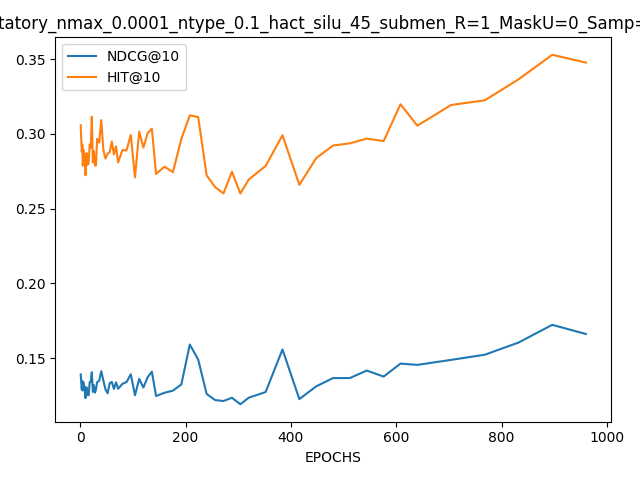 tatory_nmax_0.0001_ntype_0.1_hact_silu_45_submen_R=1_MaskU=0_Samp=
NDCG@10
HIT@10
0.35
0.30
0.25
0.20
0.15
0 200 400 600 800 1000
EPOCHS